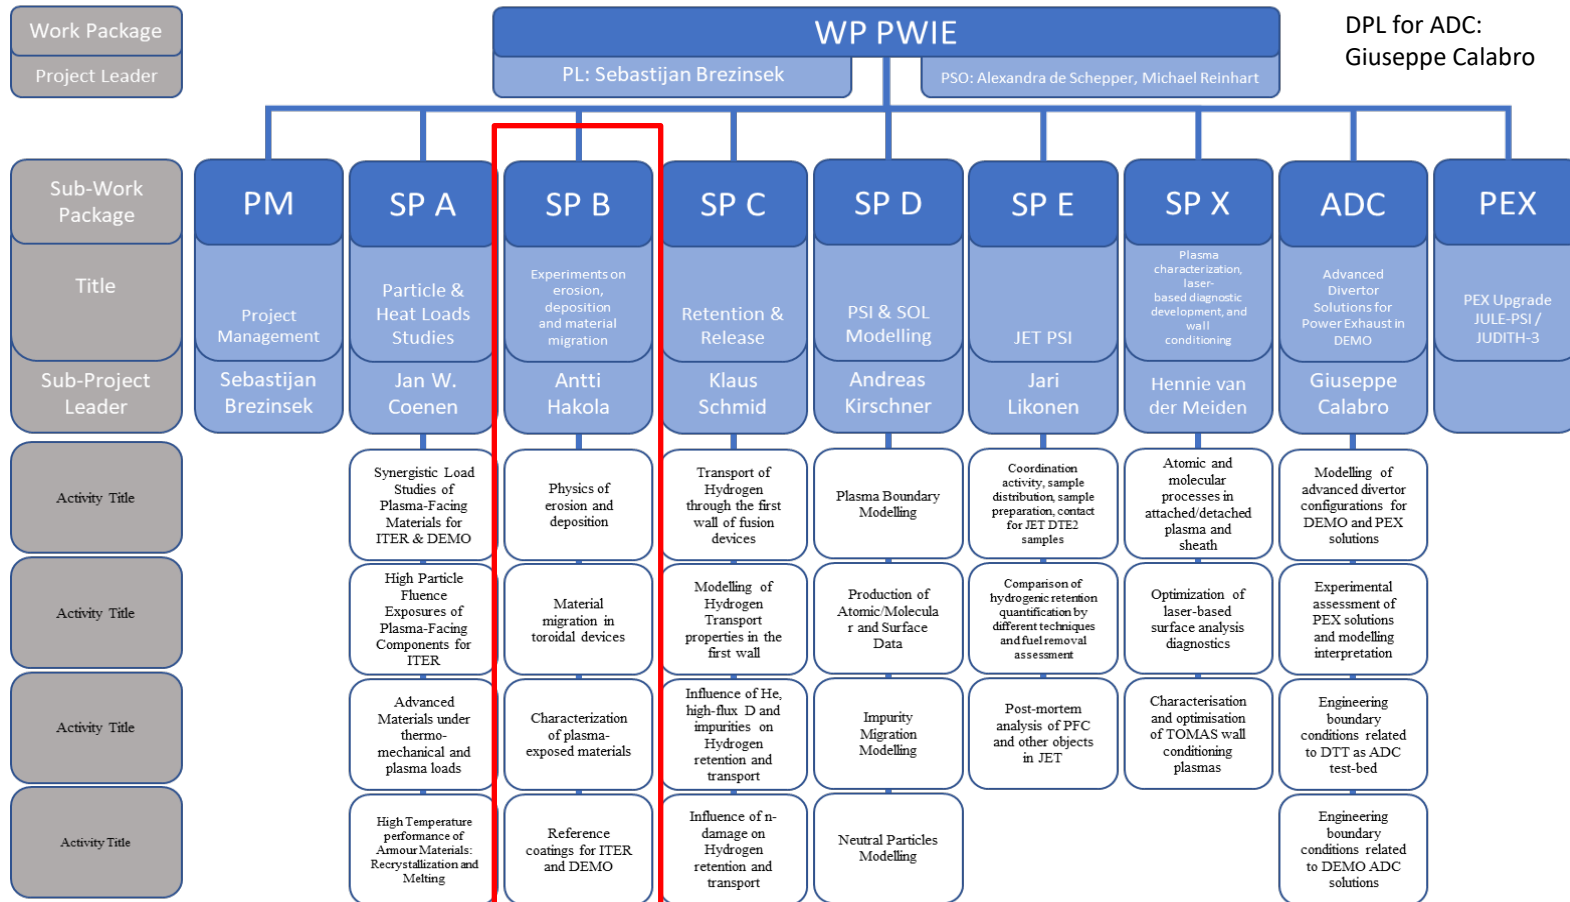 Work Package
Project Leader
WP PWIE
PL: Sebastijan Brezinsek
PSO: Alexandra de Schepper, Michael Reinhart
DPL for ADC:
Giuseppe Calabro
Sub-Work
Package
Title
Sub-Project
Leader
PM
Project
Management
Sebastijan
Brezinsek
SP A
Particle &
Heat Loads
Studies
Jan W.
Coenen
SP B
Experiments on
erosion,
deposition
and material
migration
Antti
Hakola
SP C
Retention &
Release
Klaus
Schmid
SP D
PSI & SOL
Modelling
Andreas
Kirschner
SP E
JET PSI
Jari
Likonen
SP X
Plasma
characterization,
laser-
based diagnostic
development, and
wall
conditioning
Hennie van
der Meiden
ADC
Advanced
Divertor
Solutions for
Power Exhaust in
DEMO
Giuseppe
Calabro
PEX
PEX Upgrade
JULE-PSI /
JUDITH-3
Activity Title
Synergistic Load
Studies of
Plasma-Facing
Materials for
ITER & DEMO
Physics of
erosion and
deposition
Transport of
Hydrogen
through the first
wall of fusion
devices
Plasma Boundary
Modelling
Coordination
activity, sample
distribution, sample
preparation, contact
for JET DTE2
samples
Atomic and
molecular
processes in
attached/detached
plasma and
sheath
Modelling of
advanced divertor
configurations for
DEMO and PEX
solutions
Activity Title
High Particle
Fluence
Exposures of
Plasma-Facing
Components for
ITER
Material
migration in
toroidal devices
Modelling of
Hydrogen
Transport
properties in the
first wall
Production of
Atomic/Molecula
r and Surface
Data
Comparison of
hydrogenic retention
quantification by
different techniques
and fuel removal
assessment
Optimization of
laser-based
surface analysis
diagnostics
Experimental
assessment of
PEX solutions
and modelling
interpretation
Activity Title
Advanced
Materials under
thermo-
mechanical and
plasma loads
Characterization
of plasma-
exposed materials
Influence of He,
high-flux D and
impurities on
Hydrogen
retention and
transport
Impurity
Migration
Modelling
Post-mortem
analysis of PFC
and other objects
in JET
Characterisation
and optimisation
of TOMAS wall
conditioning
plasmas
Engineering
boundary
conditions related
to DTT as ADC
test-bed
Activity Title
High Temperature
performance of
Armour Materials:
Recrystallization and
Melting
Reference
coatings for ITER
and DEMO
Influence of n-
damage on
Hydrogen
retention and
transport
Neutral Particles
Modelling
Engineering
boundary
conditions related
to DEMO ADC
solutions